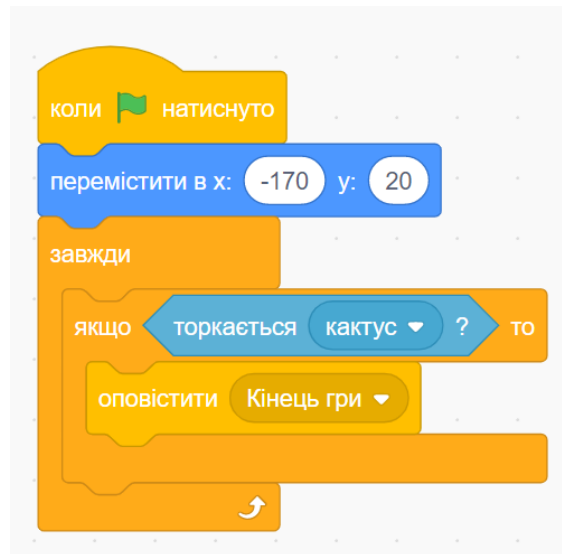 коли натиснуто
перемістити в x: -170 y: 20
завжди
якщо торкається кактус ? то
оповістити Кінець гри